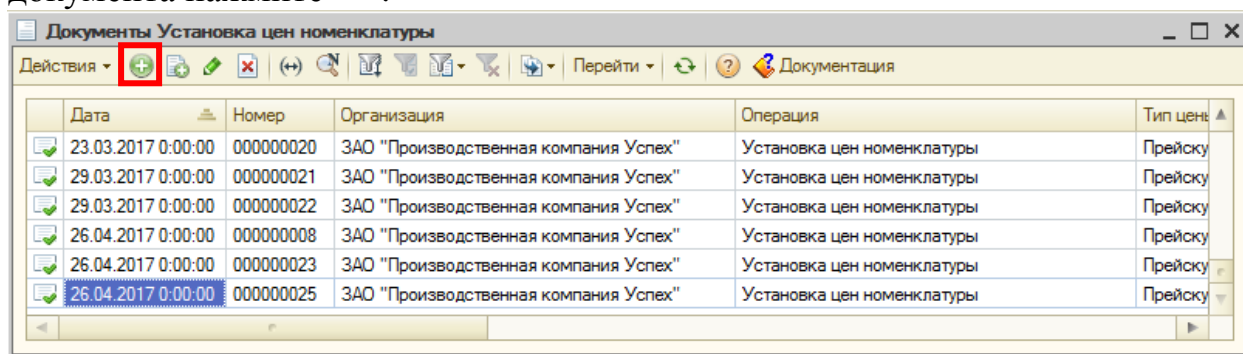 документа нажмите
Документы Установка цен номенклатуры
Действия Перейти Документация
Дата Номер Организация Операция Тип цень
23.03.2017 0:00:00 000000020 ЗАО "Производственная компания Успех" Установка цен номенклатуры Прейску
29.03.2017 0:00:00 000000021 ЗАО "Производственная компания Успех" Установка цен номенклатуры Прейску
29.03.2017 0:00:00 000000022 ЗАО "Производственная компания Успех" Установка цен номенклатуры Прейску
26.04.2017 0:00:00 000000008 ЗАО "Производственная компания Успех" Установка цен номенклатуры Прейску
26.04.2017 0:00:00 000000023 ЗАО "Производственная компания Успех" Установка цен номенклатуры Прейску
26.04.2017 0:00:00 000000025 ЗАО "Производственная компания Успех" Установка цен номенклатуры Прейску